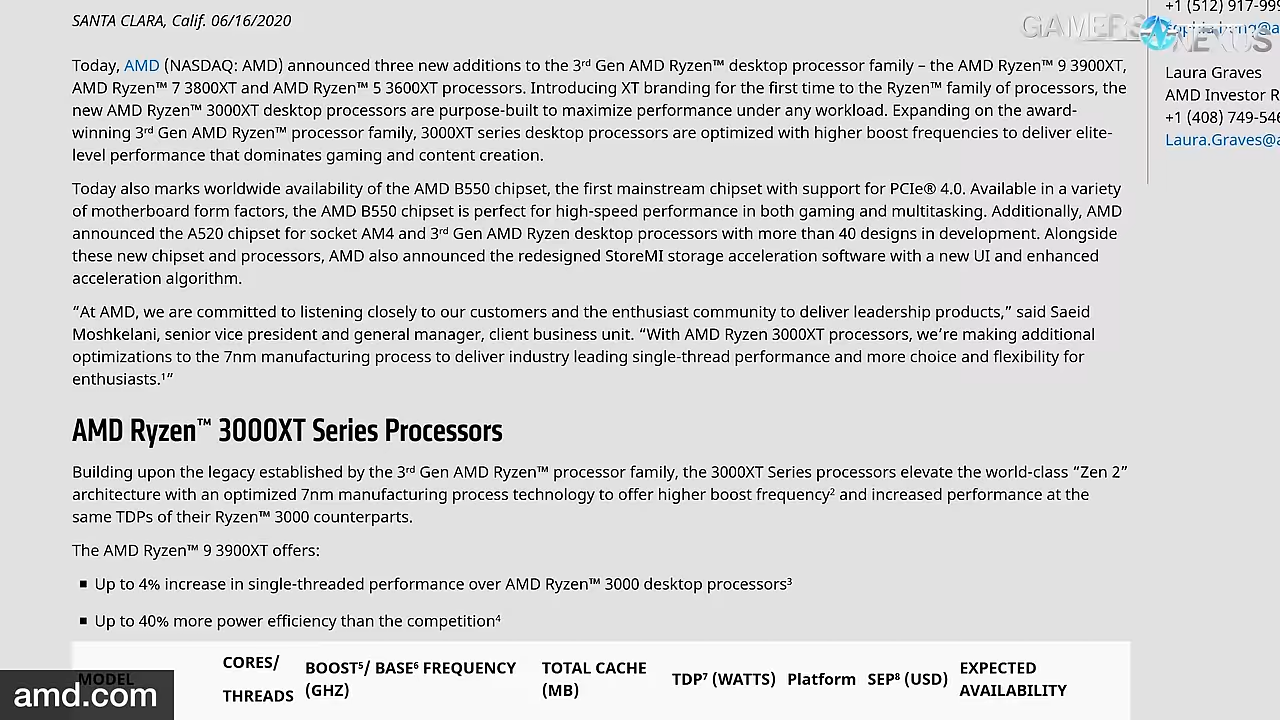 SANTA CLARA, Calif. 06/16/2020
Today, AMD (NASDAQ: AMD) announced three new additions to the 3rd Gen AMD Ryzen™ desktop processor family – the AMD Ryzen™ 9 3900XT,
AMD Ryzen™ 7 3800XT and AMD Ryzen™ 5 3600XT processors. Introducing XT branding for the first time to the Ryzen™ family of processors, the
new AMD Ryzen™ 3000XT desktop processors are purpose-built to maximize performance under any workload. Expanding on the award-
winning 3rd Gen AMD Ryzen™ processor family, 3000XT series desktop processors are optimized with higher boost frequencies to deliver elite-
level performance that dominates gaming and content creation.
Today also marks worldwide availability of the AMD B550 chipset, the first mainstream chipset with support for PCIe® 4.0. Available in a variety
of motherboard form factors, the AMD B550 chipset is perfect for high-speed performance in both gaming and multitasking. Additionally, AMD
announced the A520 chipset for socket AM4 and 3rd Gen AMD Ryzen desktop processors with more than 40 designs in development. Alongside
these new chipset and processors, AMD also announced the redesigned StoreMI storage acceleration software with a new UI and enhanced
acceleration algorithm.
“At AMD, we are committed to listening closely to our customers and the enthusiast community to deliver leadership products,” said Saeid
Moshkelani, senior vice president and general manager, client business unit. “With AMD Ryzen 3000XT processors, we’re making additional
optimizations to the 7nm manufacturing process to deliver industry leading single-thread performance and more choice and flexibility for
enthusiasts.¹”
AMD Ryzen™ 3000XT Series Processors
Building upon the legacy established by the 3rd Gen AMD Ryzen™ processor family, the 3000XT Series processors elevate the world-class “Zen 2”
architecture with an optimized 7nm manufacturing process technology to offer higher boost frequency² and increased performance at the
same TDPs of their Ryzen™ 3000 counterparts.
The AMD Ryzen™ 9 3900XT offers:
▪ Up to 4% increase in single-threaded performance over AMD Ryzen™ 3000 desktop processors³
▪ Up to 40% more power efficiency than the competition⁴
MODEL
CORES/
THREADS
BOOST⁵/ BASE⁶ FREQUENCY
(GHZ)
TOTAL CACHE
(MB)
TDP⁷ (WATTS)
Platform
SEP⁸ (USD)
EXPECTED
AVAILABILITY
+1 (512) 917-999
Laura Graves
AMD Investor R
+1 (408) 749-546
Laura.Graves@a
GAMERS
NEXUS
amd.com